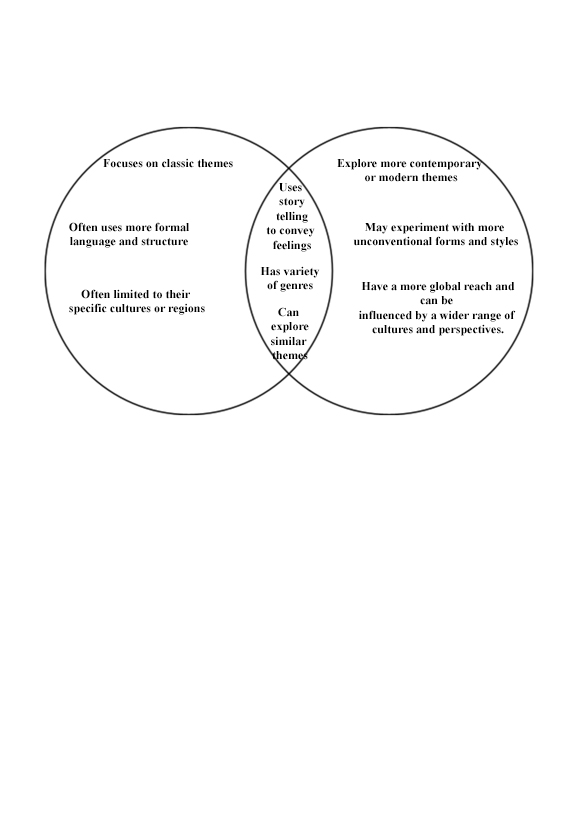 Focuses on classic themes
Often uses more formal
language and structure
Often limited to their
specific cultures or regions
Uses
story
telling
to convey
feelings
Has variety
of genres
Can
explore
similar
themes
Explore more contemporary
or modern themes
May experiment with more
unconventional forms and styles
Have a more global reach and
can be
influenced by a wider range of
cultures and perspectives.